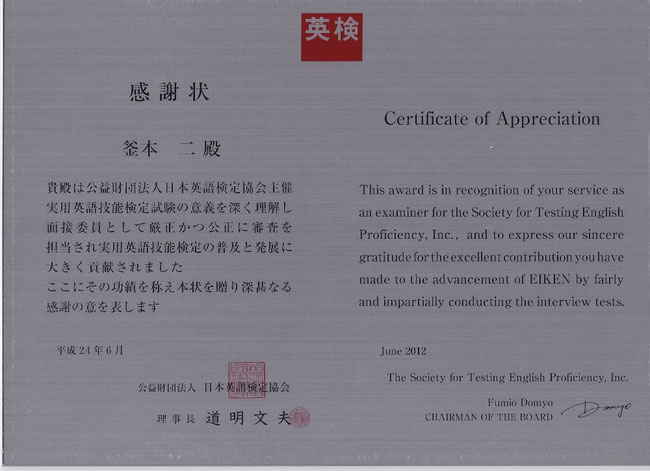 英検
感謝状
釜本 二 殿
貴殿は公益財団法人日本英語検定協会主催
実用英語技能検定試験の意義を深く理解し
面接委員として厳正かつ公正に審査を
担当され実用英語技能検定の普及と発展に
大きく貢献されました
ここにその功績を称え本状を贈り深甚なる
感謝の意を表します
平成24年6月
公益財団法人 日本英語検定協会
理事長 道明文夫
Certificate of Appreciation
This award is in recognition of your service as
an examiner for the Society for Testing English
Proficiency, Inc., and to express our sincere
gratitude for the excellent contribution you have
made to the advancement of EIKEN by fairly
and impartially conducting the interview tests.
June 2012
The Society for Testing English Proficiency, Inc.
Fumio Domyo
CHAIRMAN OF THE BOARD
Domyo